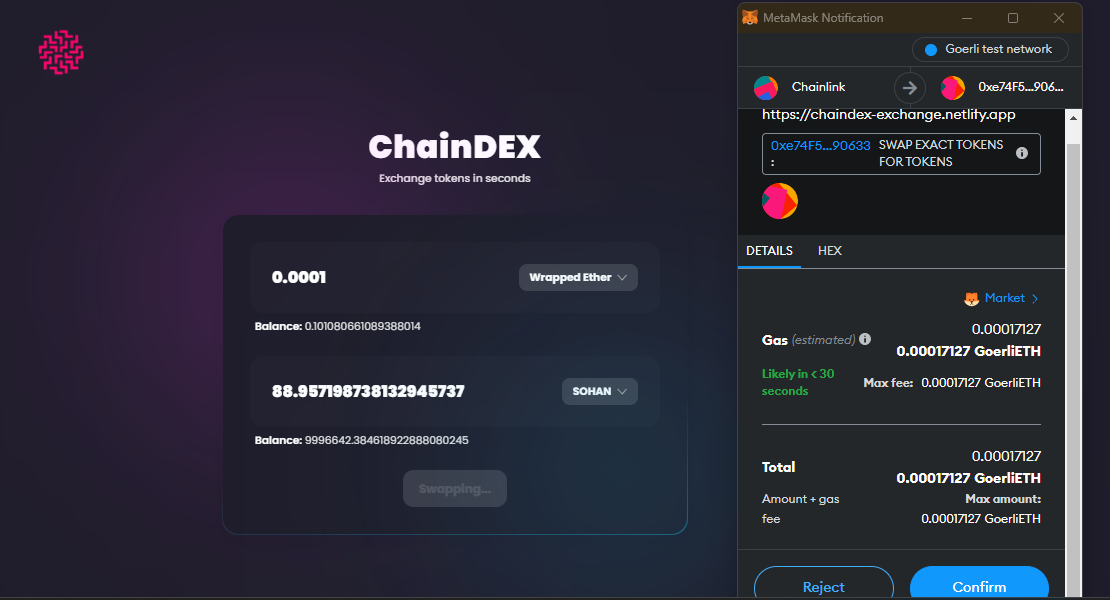 ChainDEX
Exchange tokens in seconds
0.0001
Wrapped Ether
Balance: 0.101080661089388014
88.957198738132945737
SOHAN
Balance: 9996642.384618922888080245
Swapping...
MetaMask Notification
Goerli test network
Chainlink
0xe74F5...906...
https://chaindex-exchange.netlify.app
0xe74F5...90633 SWAP EXACT TOKENS
: FOR TOKENS
DETAILS HEX
Market
0.00017127
Gas (estimated) 0.00017127 GoerliETH
Likely in < 30
seconds
Max fee: 0.00017127 GoerliETH
0.00017127
Total 0.00017127 GoerliETH
Amount + gas
fee
Max amount:
0.00017127 GoerliETH
Reject Confirm